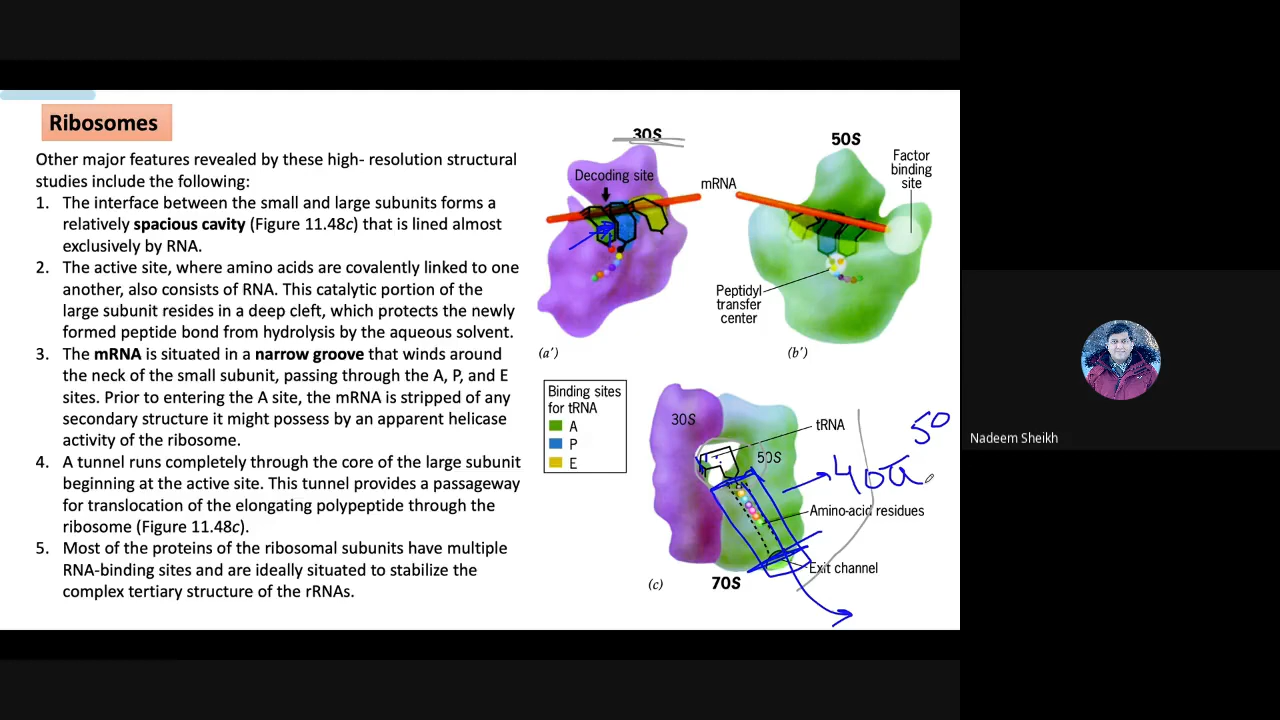 Ribosomes
Other major features revealed by these high- resolution structural
studies include the following:
1. The interface between the small and large subunits forms a
relatively spacious cavity (Figure 11.48c) that is lined almost
exclusively by RNA.
2. The active site, where amino acids are covalently linked to one
another, also consists of RNA. This catalytic portion of the
large subunit resides in a deep cleft, which protects the newly
formed peptide bond from hydrolysis by the aqueous solvent.
3. The mRNA is situated in a narrow groove that winds around
the neck of the small subunit, passing through the A, P, and E
sites. Prior to entering the A site, the mRNA is stripped of any
secondary structure it might possess by an apparent helicase
activity of the ribosome.
4. A tunnel runs completely through the core of the large subunit
beginning at the active site. This tunnel provides a passageway
for translocation of the elongating polypeptide through the
ribosome (Figure 11.48c).
5. Most of the proteins of the ribosomal subunits have multiple
RNA-binding sites and are ideally situated to stabilize the
complex tertiary structure of the rRNAs.
30S
Decoding site
mRNA
(a')
50S
Factor
binding
site
Peptidyl
transfer
center
(b')
Binding sites
for tRNA
A
P
E
30S
50S
tRNA
50
Amino-acid residues
Exit channel
(c)
70S
Nadeem Sheikh